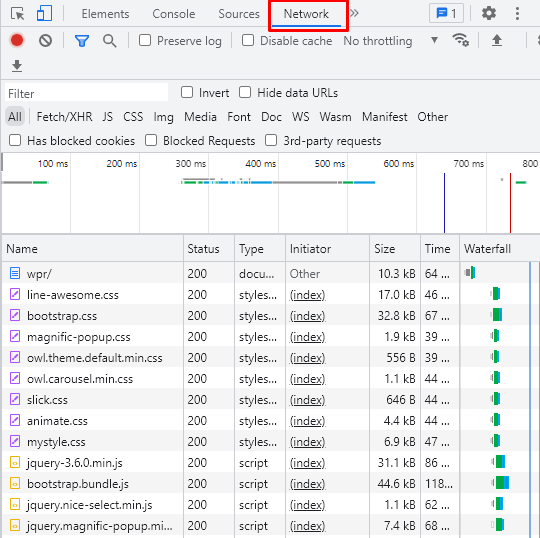 Elements Console Sources Network » 1
Preserve log Disable cache No throttling
Filter Invert Hide data URLs
All Fetch/XHR JS CSS Img Media Font Doc WS Wasm Manifest Other
Has blocked cookies Blocked Requests 3rd-party requests
100 ms 200 ms 300 ms 400 ms 500 ms 600 ms 700 ms 800
Name Status Type Initiator Size Time Waterfall
wpr/ 200 docu... Other 10.3 kB 64 ...
line-awesome.css 200 styles... (index) 17.0 kB 46 ...
bootstrap.css 200 styles... (index) 32.8 kB 67 ...
magnific-popup.css 200 styles... (index) 1.9 kB 39 ...
owl.theme.default.min.css 200 styles... (index) 556 B 39 ...
owl.carousel.min.css 200 styles... (index) 1.1 kB 44 ...
slick.css 200 styles... (index) 646 B 44 ...
animate.css 200 styles... (index) 4.4 kB 44 ...
mystyle.css 200 styles... (index) 6.9 kB 47 ...
jquery-3.6.0.min.js 200 script (index) 31.1 kB 86 ...
bootstrap.bundle.js 200 script (index) 44.6 kB 118...
jquery.nice-select.min.js 200 script (index) 1.1 kB 62 ...
jquery.magnific-popup.mi... 200 script (index) 7.4 kB 68 ...